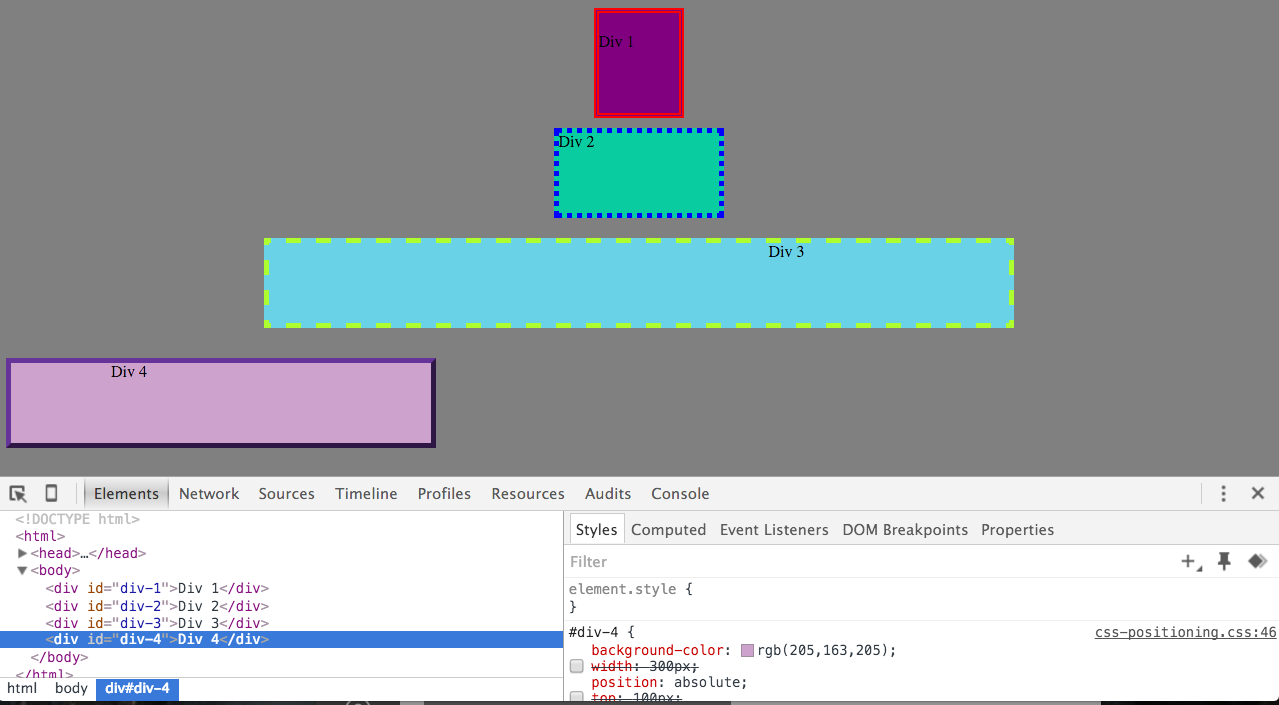 Div 1
Div 2
Div 3
Div 4
Elements Network Sources Timeline Profiles Resources Audits Console
<!DOCTYPE html>
<html>
▶<head>…</head>
▼<body>
<div id="div-1">Div 1</div>
<div id="div-2">Div 2</div>
<div id="div-3">Div 3</div>
<div id="div-4">Div 4</div>
</body>
</html>
html body div#div-4
Styles Computed Event Listeners DOM Breakpoints Properties
Filter
element.style {
}
#div-4 { css-positioning.css:46
background-color: rgb(205,163,205);
width: 300px;
position: absolute;
top: 100px;